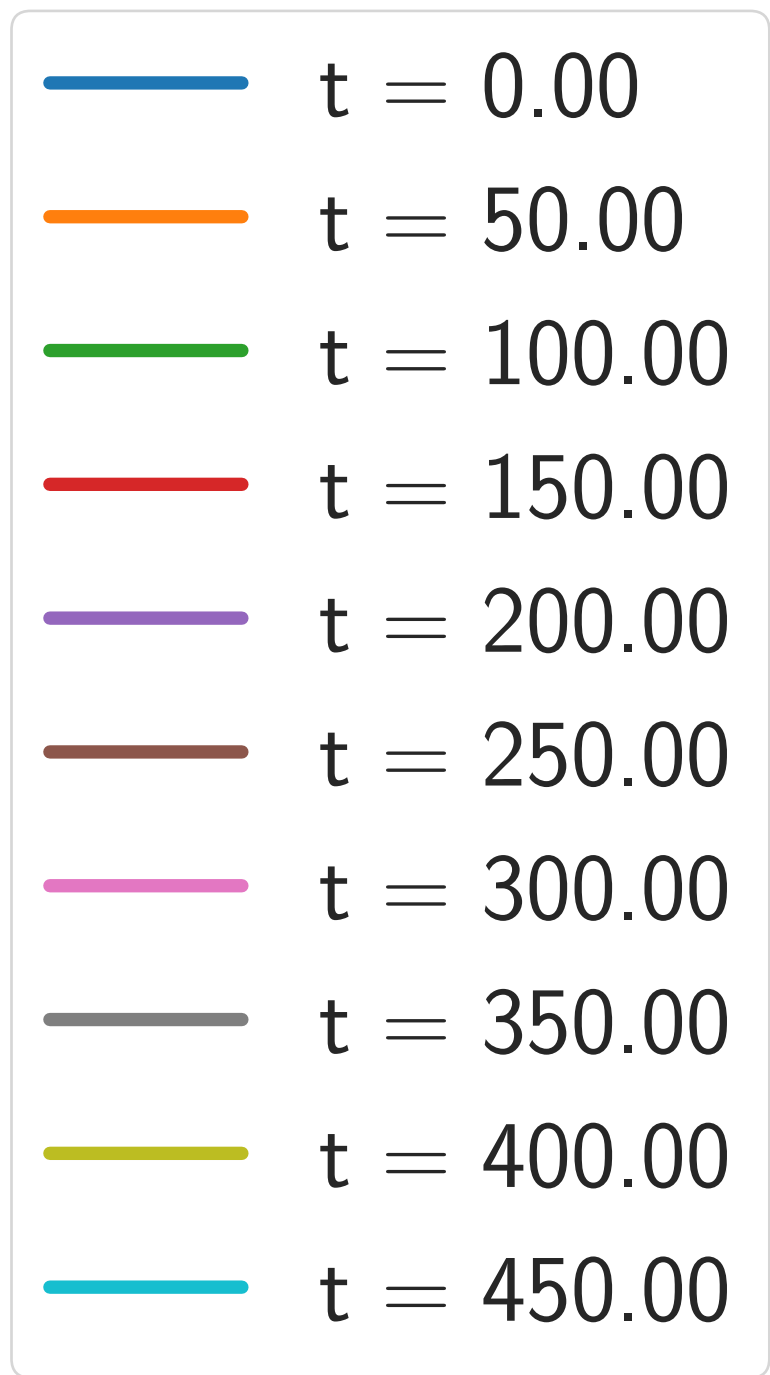 t = 0.00
t = 50.00
t = 100.00
t = 150.00
t = 200.00
t = 250.00
t = 300.00
t = 350.00
t = 400.00
t = 450.00